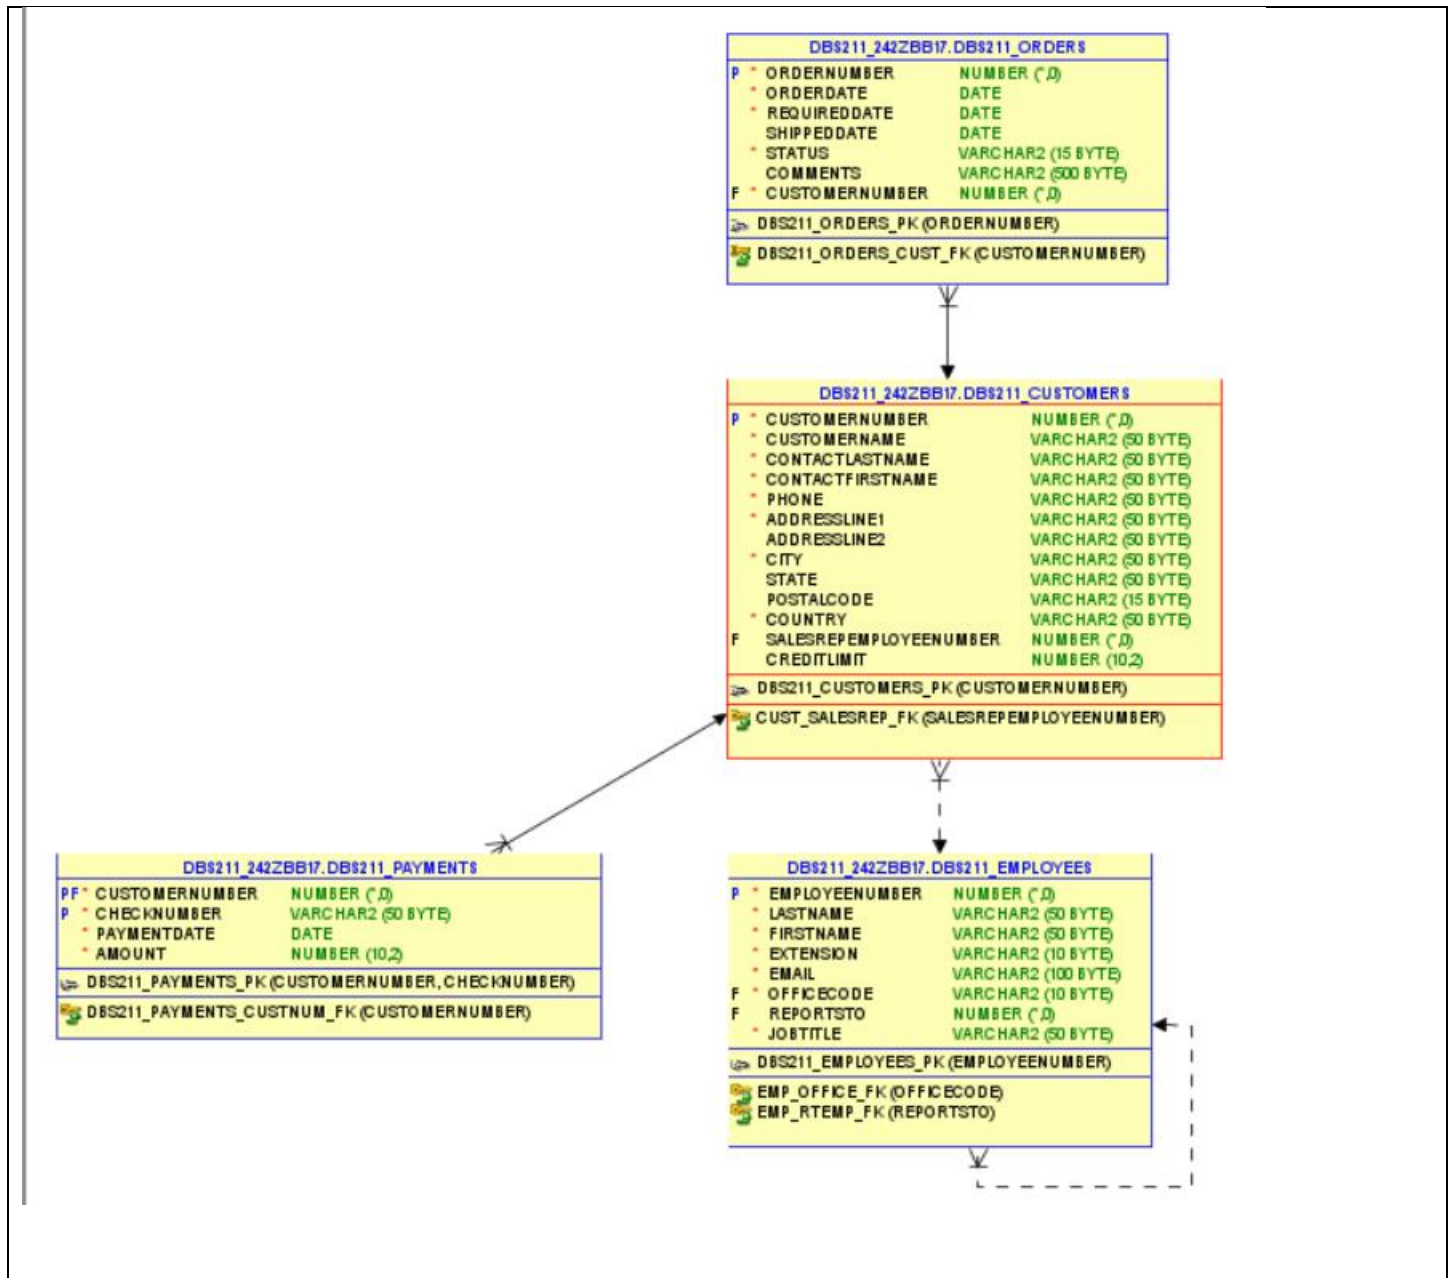 DBS211_242ZBB17.DBS211_ORDERS
P * ORDERNUMBER NUMBER (*,0)
* ORDERDATE DATE
* REQUIREDDATE DATE
SHIPPEDDATE DATE
* STATUS VARCHAR2 (15 BYTE)
COMMENTS VARCHAR2 (500 BYTE)
F * CUSTOMERNUMBER NUMBER (*,0)
DBS211_ORDERS_PK (ORDERNUMBER)
DBS211_ORDERS_CUST_FK (CUSTOMERNUMBER)
DBS211_242ZBB17.DBS211_CUSTOMERS
P * CUSTOMERNUMBER NUMBER (*,0)
* CUSTOMERNAME VARCHAR2 (50 BYTE)
* CONTACTLASTNAME VARCHAR2 (50 BYTE)
* CONTACTFIRSTNAME VARCHAR2 (50 BYTE)
* PHONE VARCHAR2 (50 BYTE)
* ADDRESSLINE1 VARCHAR2 (50 BYTE)
ADDRESSLINE2 VARCHAR2 (50 BYTE)
* CITY VARCHAR2 (50 BYTE)
STATE VARCHAR2 (50 BYTE)
POSTALCODE VARCHAR2 (15 BYTE)
* COUNTRY VARCHAR2 (50 BYTE)
F SALESREPEMPLOYEENUMBER NUMBER (*,0)
CREDITLIMIT NUMBER (10,2)
DBS211_CUSTOMERS_PK (CUSTOMERNUMBER)
CUST_SALESREP_FK (SALESREPEMPLOYEENUMBER)
DBS211_242ZBB17.DBS211_PAYMENTS
PF * CUSTOMERNUMBER NUMBER (*,0)
P * CHECKNUMBER VARCHAR2 (50 BYTE)
* PAYMENTDATE DATE
* AMOUNT NUMBER (10,2)
DBS211_PAYMENTS_PK (CUSTOMERNUMBER, CHECKNUMBER)
DBS211_PAYMENTS_CUSTNUM_FK (CUSTOMERNUMBER)
DBS211_242ZBB17.DBS211_EMPLOYEES
P * EMPLOYEENUMBER NUMBER (*,0)
* LASTNAME VARCHAR2 (50 BYTE)
* FIRSTNAME VARCHAR2 (50 BYTE)
* EXTENSION VARCHAR2 (10 BYTE)
* EMAIL VARCHAR2 (100 BYTE)
F * OFFICECODE VARCHAR2 (10 BYTE)
F REPORTSTO NUMBER (*,0)
* JOBTITLE VARCHAR2 (50 BYTE)
DBS211_EMPLOYEES_PK (EMPLOYEENUMBER)
EMP_OFFICE_FK (OFFICECODE)
EMP_RTEMP_FK (REPORTSTO)